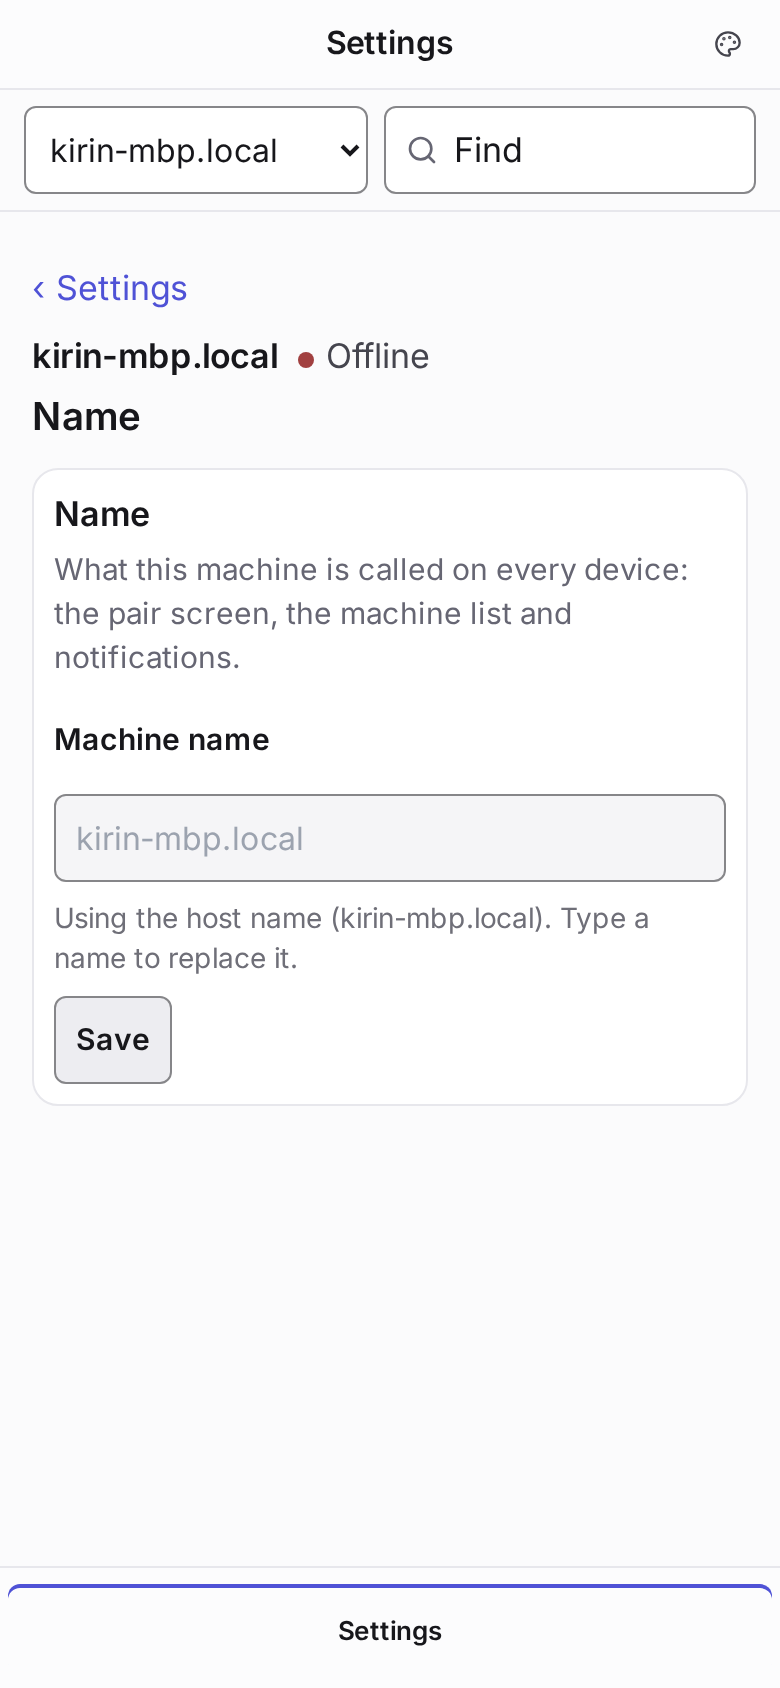 Settings
kirin-mbp.local
Find
‹ Settings
kirin-mbp.local Offline
Name
Name
What this machine is called on every device:
the pair screen, the machine list and
notifications.
Machine name
kirin-mbp.local
Using the host name (kirin-mbp.local). Type a
name to replace it.
Save
Settings